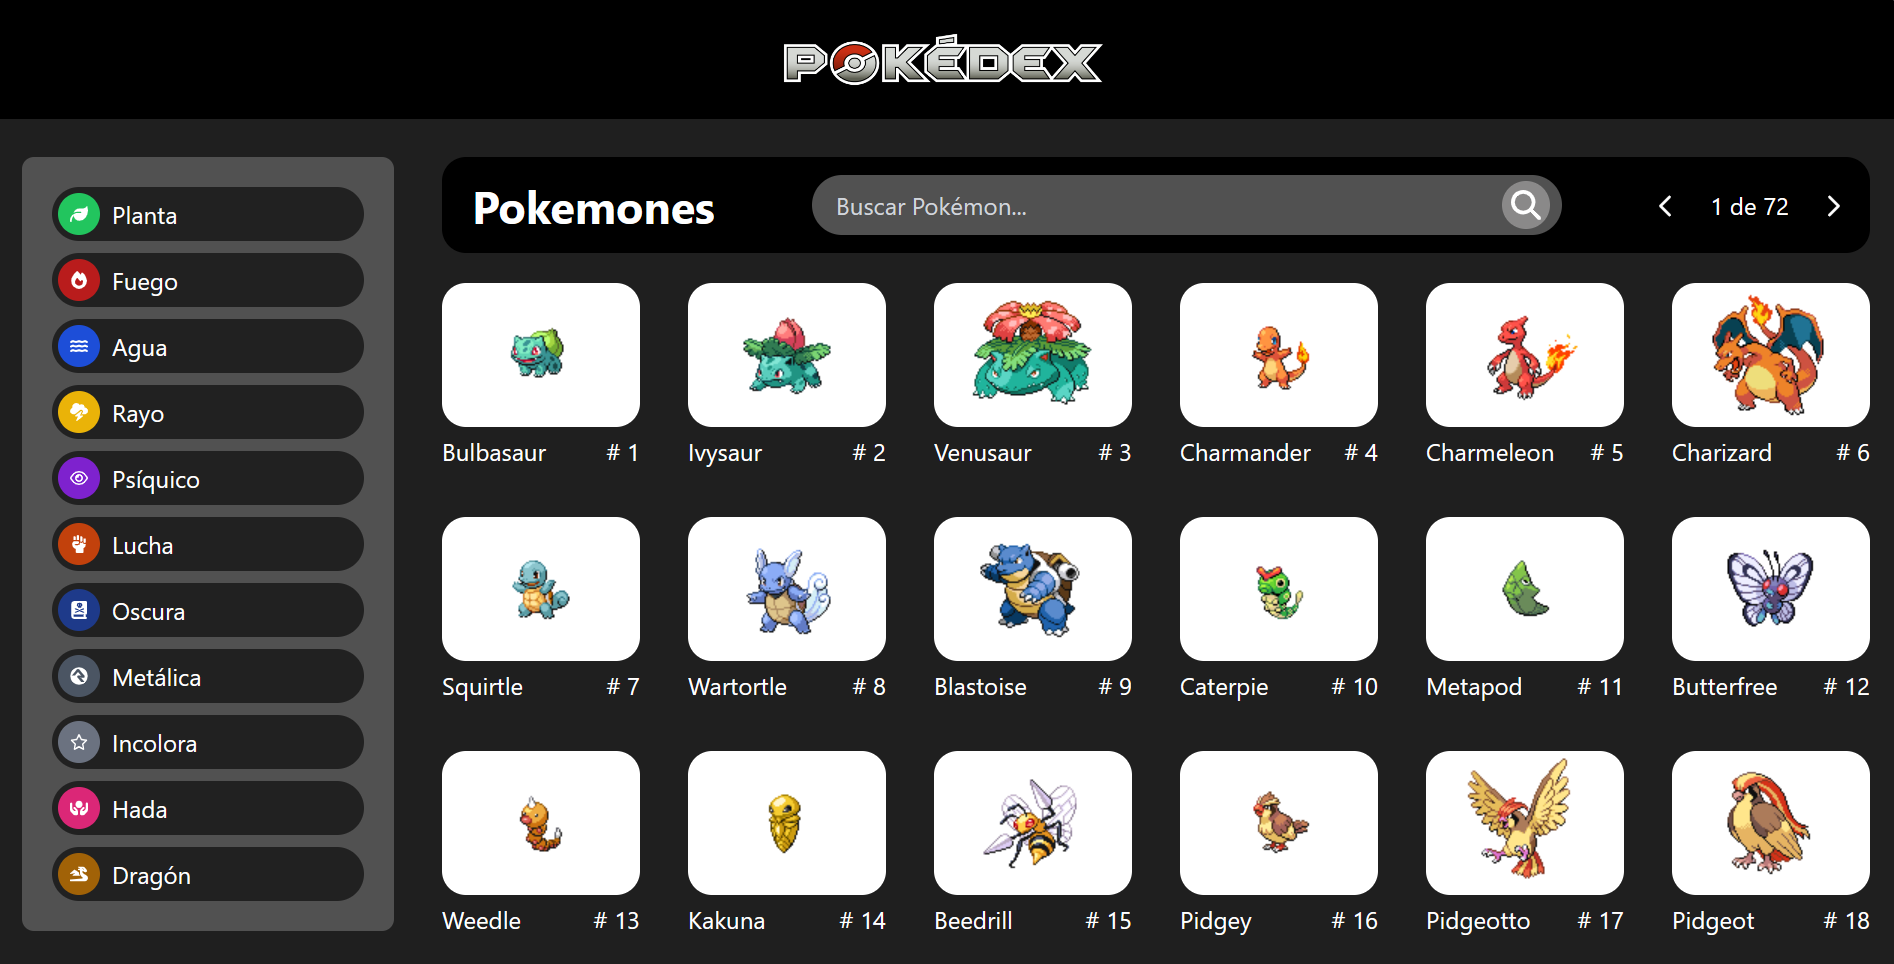 POKÉDEX
Planta
Fuego
Agua
Rayo
Psíquico
Lucha
Oscura
Metálica
Incolora
Hada
Dragón
Pokemones
Buscar Pokémon...
1 de 72
Bulbasaur # 1
Ivysaur # 2
Venusaur # 3
Charmander # 4
Charmeleon # 5
Charizard # 6
Squirtle # 7
Wartortle # 8
Blastoise # 9
Caterpie # 10
Metapod # 11
Butterfree # 12
Weedle # 13
Kakuna # 14
Beedrill # 15
Pidgey # 16
Pidgeotto # 17
Pidgeot # 18